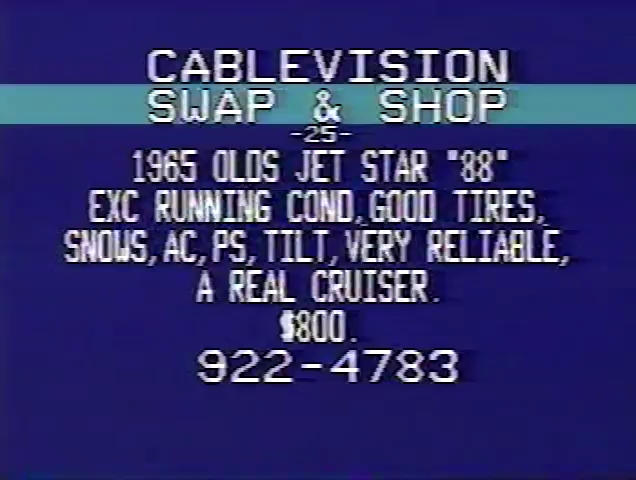 CABLEVISION
SWAP & SHOP
-25-
1965 OLDS JET STAR "88"
EXC RUNNING COND,GOOD TIRES,
SNOWS,AC,PS,TILT,VERY RELIABLE,
A REAL CRUISER.
$800.
922-4783